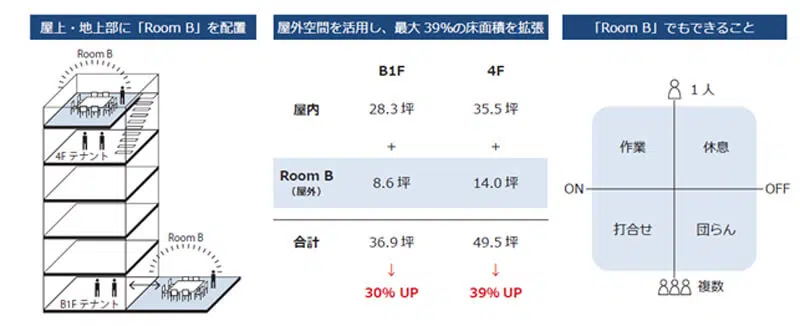 屋上・地上部に「Room B」を配置
Room B
4F テナント
Room B
B1F テナント
屋外空間を活用し、最大 39%の床面積を拡張
B1F 4F
屋内 28.3 坪 35.5 坪
+ +
Room B
(屋外)
8.6 坪 14.0 坪
合計 36.9 坪 49.5 坪
↓ ↓
30% UP 39% UP
「Room B」でもできること
1 人
作業 休息
ON OFF
打合せ 団らん
複数